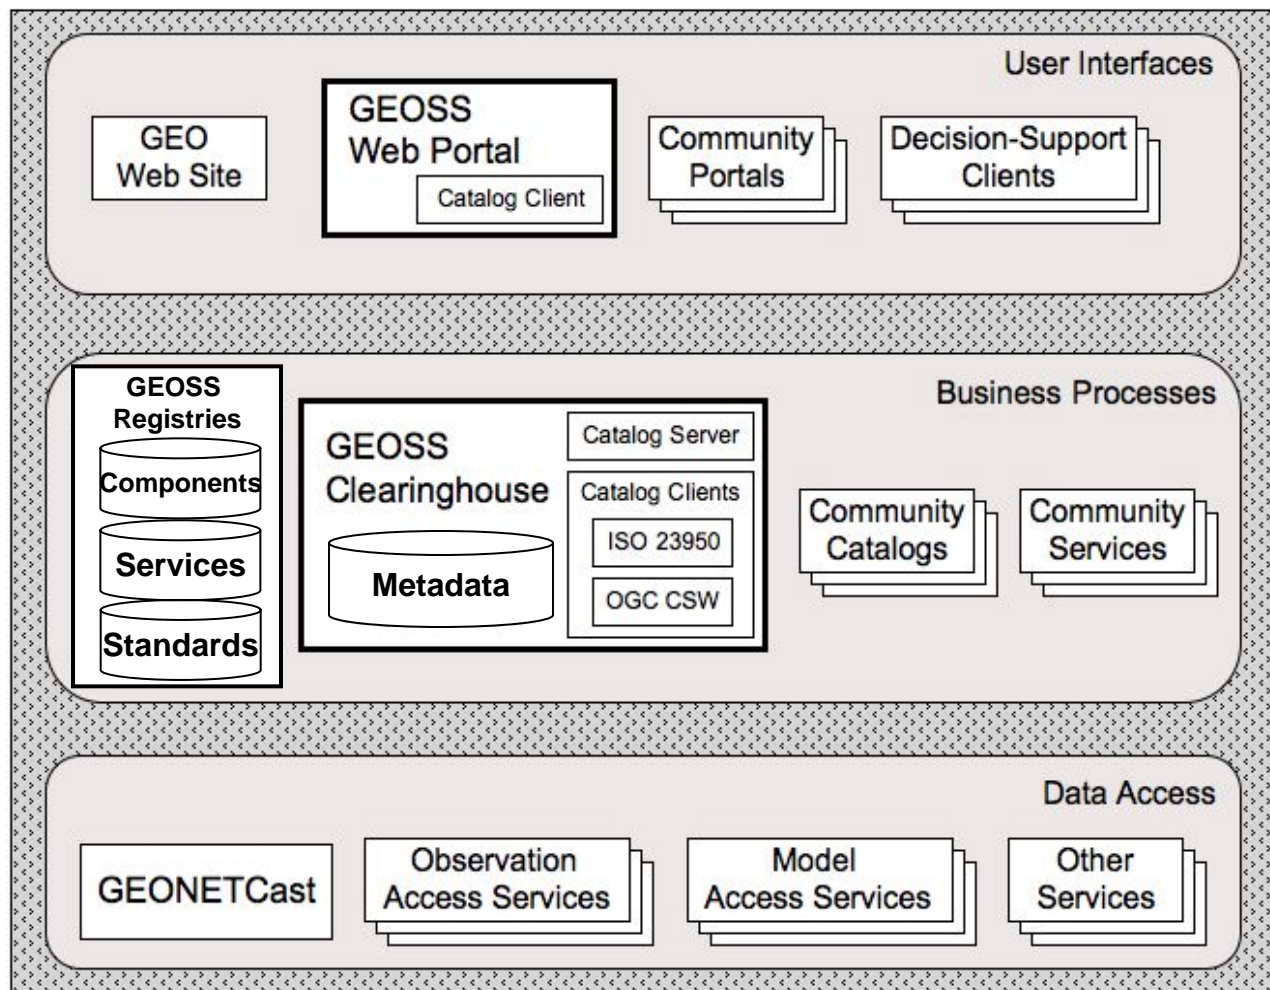 User Interfaces
GEO
Web Site
GEOSS
Web Portal
Catalog Client
Community
Portals
Decision-Support
Clients
Business Processes
GEOSS
Registries
Components
Services
Standards
GEOSS
Clearinghouse
Metadata
Catalog Server
Catalog Clients
ISO 23950
OGC CSW
Community
Catalogs
Community
Services
Data Access
GEONETCast
Observation
Access Services
Model
Access Services
Other
Services